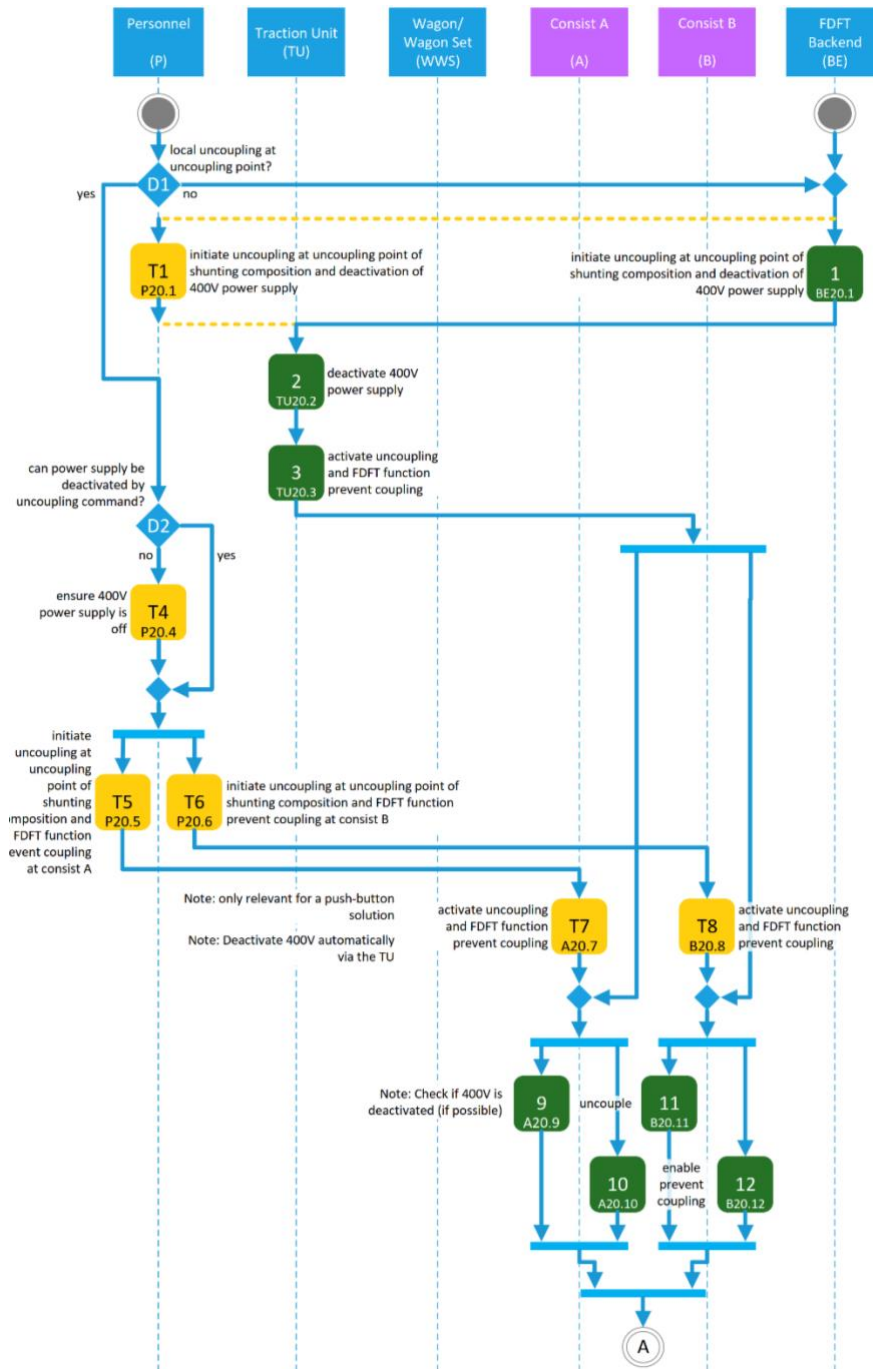 Personnel
(P)
Traction Unit
(TU)
Wagon/
Wagon Set
(WWS)
Consist A
(A)
Consist B
(B)
FDFT
Backend
(BE)
local uncoupling at
uncoupling point?
D1
yes
no
T1
P20.1
initiate uncoupling at uncoupling point of
shunting composition and deactivation of
400V power supply
initiate uncoupling at uncoupling point of
shunting composition and deactivation of
400V power supply
1
BE20.1
2
TU20.2
deactivate 400V
power supply
3
TU20.3
activate uncoupling
and FDFT function
prevent coupling
can power supply be
deactivated by
uncoupling command?
D2
no
yes
ensure 400V
power supply is
off
T4
P20.4
initiate
uncoupling at
uncoupling
point of
shunting
mposition and
FDFT function
event coupling
at consist A
T5
P20.5
T6
P20.6
initiate uncoupling at uncoupling point of
shunting composition and FDFT function
prevent coupling at consist B
Note: only relevant for a push-button
solution
Note: Deactivate 400V automatically
via the TU
activate uncoupling
and FDFT function
prevent coupling
T7
A20.7
T8
B20.8
activate uncoupling
and FDFT function
prevent coupling
Note: Check if 400V is
deactivated (if possible)
9
A20.9
uncouple
11
B20.11
10
A20.10
enable
prevent
coupling
12
B20.12
A